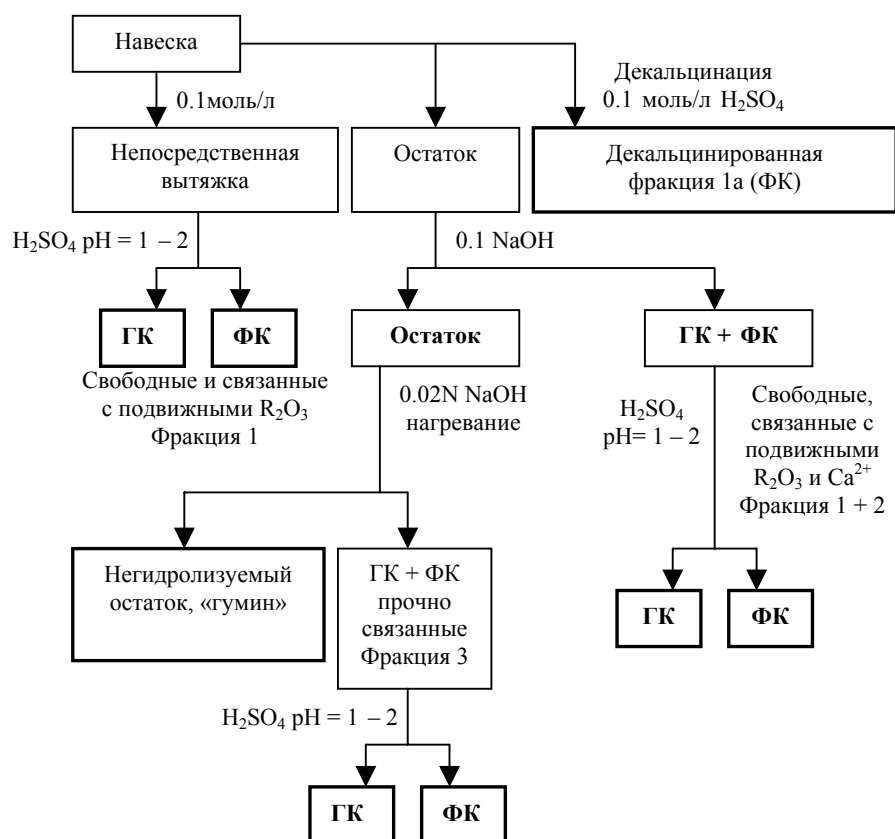 Навеска
Декальцинация
0.1моль/л
0.1 моль/л H₂SO₄
Непосредственная
вытяжка
Остаток
Декальцинированная
фракция 1а (ФК)
H₂SO₄ pH = 1 – 2
0.1 NaOH
ГК
ФК
Остаток
ГК + ФК
Свободные и связанные
с подвижными R₂O₃
Фракция 1
0.02N NaOH
нагревание
H₂SO₄
pH= 1 – 2
Свободные,
связанные с
подвижными
R₂O₃ и Ca²⁺
Фракция 1 + 2
Негидролизуемый
остаток, «гумин»
ГК + ФК
прочно
связанные
Фракция 3
ГК
ФК
H₂SO₄ pH = 1 – 2
ГК
ФК